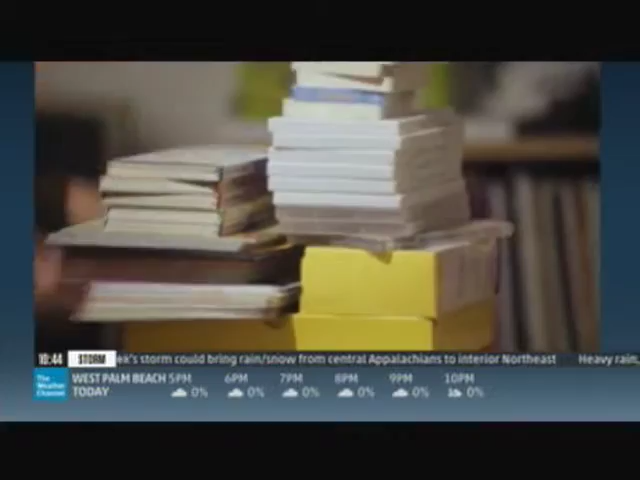 10:44 STORM ek's storm could bring rain/snow from central Appalachians to interior Northeast Heavy rain,
The Weather Channel
WEST PALM BEACH 5PM 6PM 7PM 8PM 9PM 10PM
TODAY 0% 0% 0% 0% 0% 0%